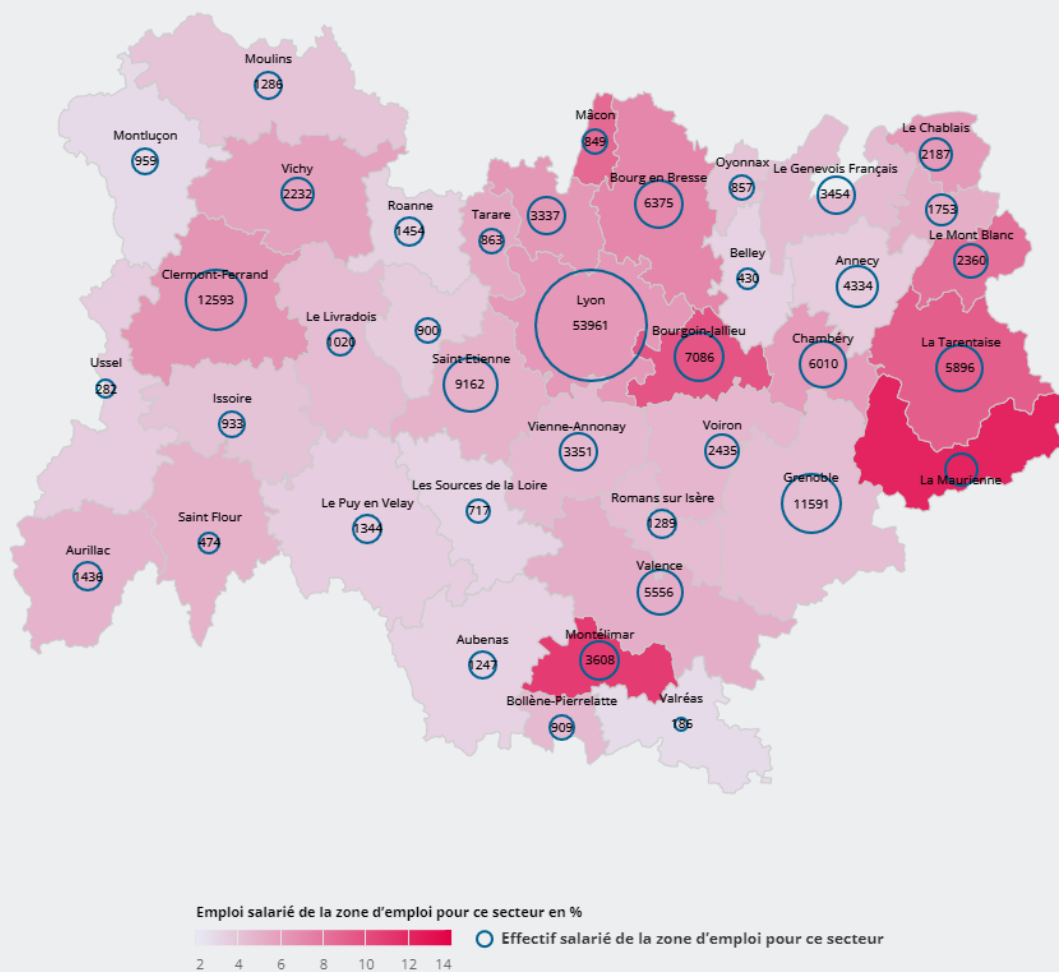 Moulins
1286
Montluçon
959
Vichy
2232
Mâcon
849
Le Chablais
2187
Oyonnax
857
Le Genevois Français
3454
Bourg en Bresse
6375
Roanne
1454
Tarare
863
3337
1753
Le Mont Blanc
2360
Belley
430
Annecy
4334
Clermont-Ferrand
12593
Lyon
53961
Le Livradois
1020
900
Bourgoin-Jallieu
7086
Chambéry
6010
La Tarentaise
5896
Saint Etienne
9162
Ussel
282
Issoire
933
Vienne-Annonay
3351
Voiron
2435
La Maurienne
Grenoble
11591
Les Sources de la Loire
717
Le Puy en Velay
1344
Romans sur Isère
1289
Saint Flour
474
Aurillac
1436
Valence
5556
Aubenas
1247
Montélimar
3608
Bollène-Pierrelatte
909
Valréas
186
Emploi salarié de la zone d'emploi pour ce secteur en %
2 4 6 8 10 12 14
Effectif salarié de la zone d'emploi pour ce secteur